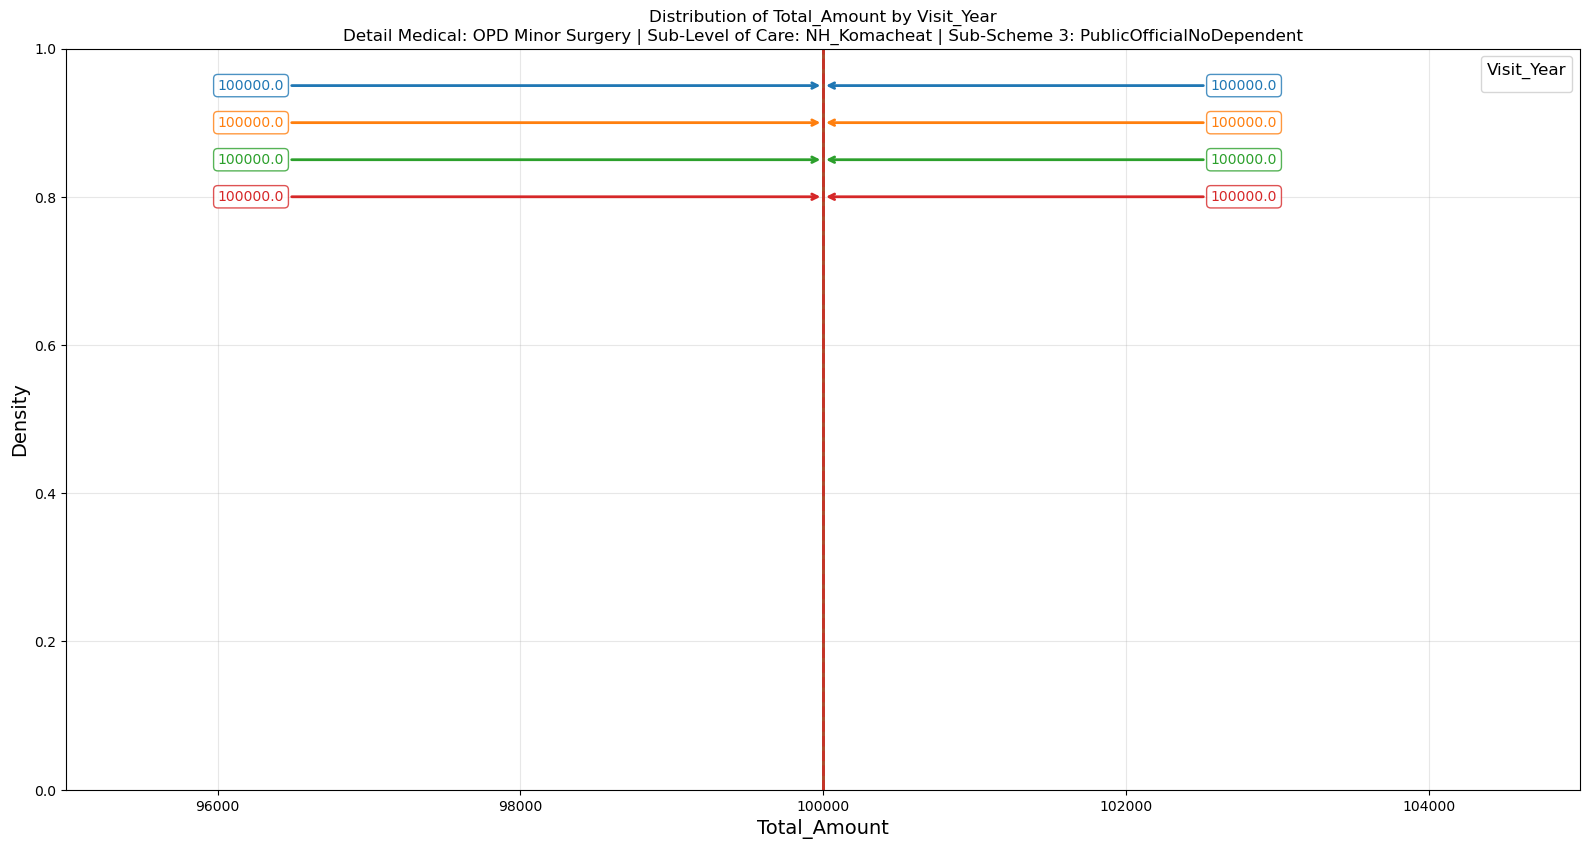 Distribution of Total_Amount by Visit_Year
Detail Medical: OPD Minor Surgery | Sub-Level of Care: NH_Komacheat | Sub-Scheme 3: PublicOfficialNoDependent
Visit_Year
100000.0 100000.0
100000.0 100000.0
100000.0 100000.0
100000.0 100000.0
1.0
0.8
0.6
0.4
0.2
0.0
Density
96000 98000 100000 102000 104000
Total_Amount